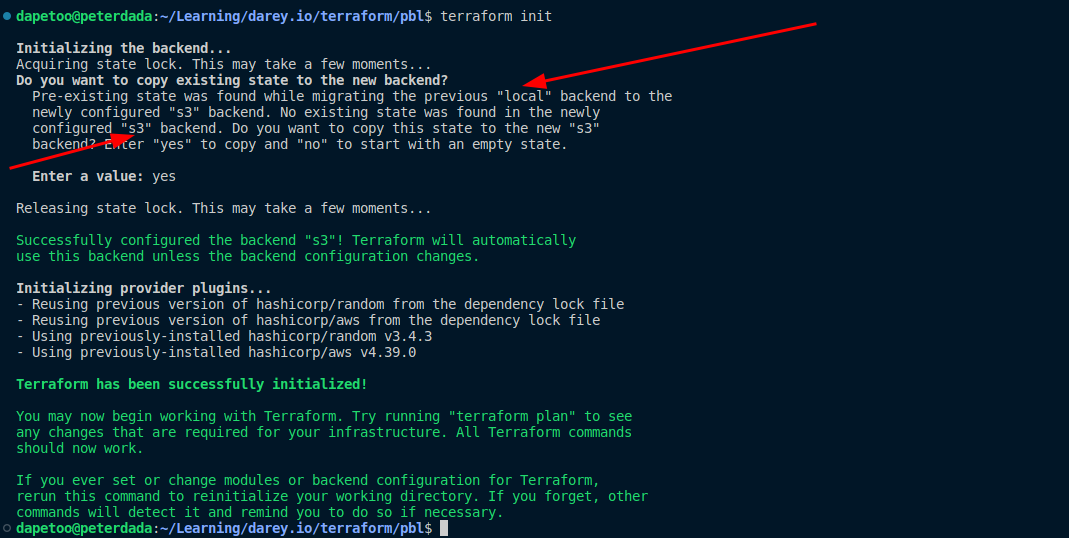 dapetoo@peterdada:~/Learning/darey.io/terraform/pbl$ terraform init
Initializing the backend...
Acquiring state lock. This may take a few moments...
Do you want to copy existing state to the new backend?
Pre-existing state was found while migrating the previous "local" backend to the
newly configured "s3" backend. No existing state was found in the newly
configured "s3" backend. Do you want to copy this state to the new "s3"
backend? Enter "yes" to copy and "no" to start with an empty state.
Enter a value: yes
Releasing state lock. This may take a few moments...
Successfully configured the backend "s3"! Terraform will automatically
use this backend unless the backend configuration changes.
Initializing provider plugins...
- Reusing previous version of hashicorp/random from the dependency lock file
- Reusing previous version of hashicorp/aws from the dependency lock file
- Using previously-installed hashicorp/random v3.4.3
- Using previously-installed hashicorp/aws v4.39.0
Terraform has been successfully initialized!
You may now begin working with Terraform. Try running "terraform plan" to see
any changes that are required for your infrastructure. All Terraform commands
should now work.
If you ever set or change modules or backend configuration for Terraform,
rerun this command to reinitialize your working directory. If you forget, other
commands will detect it and remind you to do so if necessary.
dapetoo@peterdada:~/Learning/darey.io/terraform/pbl$